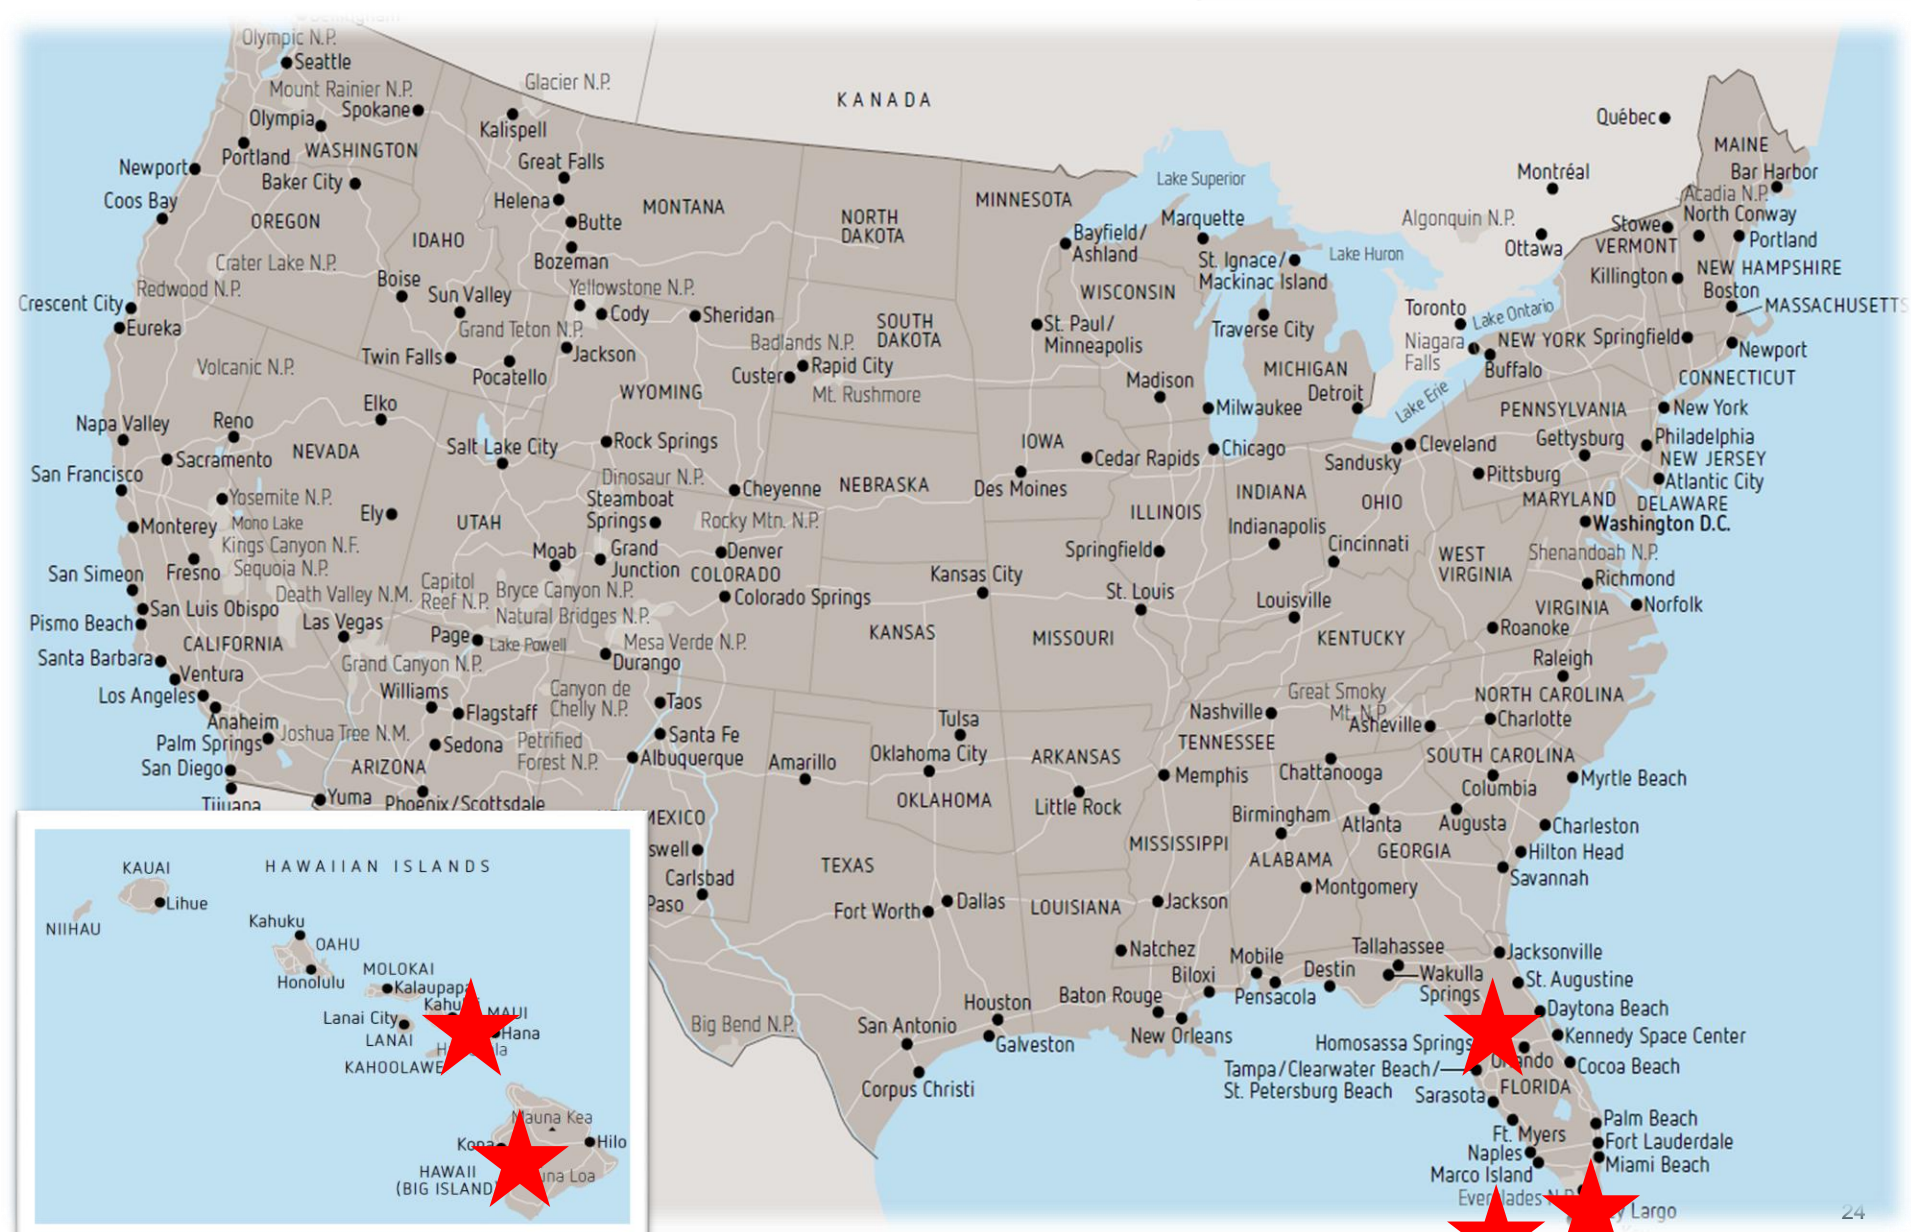 Olympic N.P.
Seattle
Mount Rainier N.P.
Glacier N.P.
Spokane
Olympia
Kalispell
KANADA
Québec
Portland
WASHINGTON
MAINE
Newport
Great Falls
Baker City
Lake Superior
Montréal
Bar Harbor
Coos Bay
Helena
MONTANA
MINNESOTA
Acadia N.P.
OREGON
Butte
NORTH
DAKOTA
Marquette
Algonquin N.P.
Stowe
North Conway
IDAHO
Bayfield/
Ashland
Ottawa
VERMONT
Portland
Crater Lake N.P.
Bozeman
St. Ignace/
Mackinac Island
Lake Huron
Killington
NEW HAMPSHIRE
Redwood N.P.
Boise
Sun Valley
Yellowstone N.P.
WISCONSIN
Boston
MASSACHUSETTS
Crescent City
Cody
Sheridan
Toronto
Lake Ontario
Eureka
Grand Teton N.P.
SOUTH
DAKOTA
St. Paul/
Minneapolis
Traverse City
Niagara
Falls
NEW YORK
Springfield
Volcanic N.P.
Twin Falls
Jackson
Badlands N.P.
Newport
Pocatello
Custer
Rapid City
MICHIGAN
Buffalo
CONNECTICUT
WYOMING
Mt. Rushmore
Madison
Detroit
Lake Erie
Elko
Milwaukee
PENNSYLVANIA
New York
Napa Valley
Reno
Salt Lake City
Rock Springs
IOWA
Chicago
Cleveland
Gettysburg
Philadelphia
Sacramento
NEVADA
Cedar Rapids
Sandusky
NEW JERSEY
San Francisco
Dinosaur N.P.
Cheyenne
NEBRASKA
Des Moines
Pittsburg
Atlantic City
Yosemite N.P.
Steamboat
Springs
INDIANA
OHIO
MARYLAND
DELAWARE
Monterey
Mono Lake
Ely
UTAH
Rocky Mtn. N.P.
ILLINOIS
Indianapolis
Washington D.C.
Kings Canyon N.F.
Moab
Grand
Junction
Denver
Springfield
Cincinnati
WEST
VIRGINIA
Shenandoah N.P.
San Simeon
Fresno
Sequoia N.P.
COLORADO
Kansas City
Richmond
Death Valley N.M.
Capitol
Reef N.P.
Bryce Canyon N.P.
Colorado Springs
St. Louis
Louisville
VIRGINIA
Norfolk
San Luis Obispo
Natural Bridges N.P.
Pismo Beach
Las Vegas
KANSAS
MISSOURI
KENTUCKY
Roanoke
CALIFORNIA
Page
Lake Powell
Mesa Verde N.P.
Santa Barbara
Grand Canyon N.P.
Durango
Raleigh
Ventura
Los Angeles
Williams
Canyon de
Chelly N.P.
Taos
Great Smoky
Mt. N.P.
NORTH CAROLINA
Anaheim
Flagstaff
Tulsa
Nashville
Asheville
Charlotte
Palm Springs
Joshua Tree N.M.
Sedona
Petrified
Forest N.P.
Santa Fe
TENNESSEE
San Diego
ARIZONA
Albuquerque
Amarillo
Oklahoma City
ARKANSAS
SOUTH CAROLINA
Memphis
Chattanooga
Columbia
Myrtle Beach
Tijuana
Yuma
Phoenix/Scottsdale
OKLAHOMA
Little Rock
MEXICO
Birmingham
Atlanta
Augusta
Charleston
swell
MISSISSIPPI
ALABAMA
GEORGIA
Hilton Head
Carlsbad
TEXAS
Savannah
Paso
Montgomery
Fort Worth
Dallas
LOUISIANA
Jackson
Natchez
Mobile
Tallahassee
Jacksonville
Biloxi
Destin
Wakulla
Springs
St. Augustine
Houston
Baton Rouge
Pensacola
Daytona Beach
Big Bend N.P.
San Antonio
New Orleans
Kennedy Space Center
Galveston
Homosassa Springs
Cocoa Beach
Tampa/Clearwater Beach/
St. Petersburg Beach
FLORIDA
Corpus Christi
Sarasota
Palm Beach
Ft. Myers
Fort Lauderdale
Naples
Miami Beach
Marco Island
Largo
24
HAWAIIAN ISLANDS
KAUAI
Lihue
NIIHAU
Kahuku
OAHU
Honolulu
MOLOKAI
Kalaupapa
Lanai City
MAUI
LANAI
Hana
KAHOOLAWE
Mauna Kea
Kona
Hilo
HAWAII
(BIG ISLAND)
una Loa